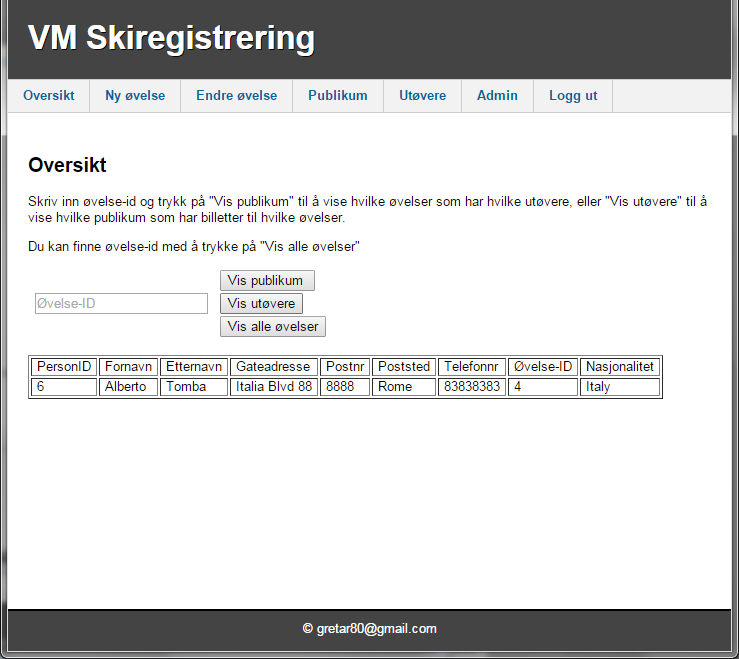 VM Skiregistrering
Oversikt Ny øvelse Endre øvelse Publikum Utøvere Admin Logg ut
Oversikt
Skriv inn øvelse-id og trykk på "Vis publikum" til å vise hvilke øvelser som har hvilke utøvere, eller "Vis utøvere" til å
vise hvilke publikum som har billetter til hvilke øvelser.
Du kan finne øvelse-id med å trykke på "Vis alle øvelser"
Vis publikum
Øvelse-ID Vis utøvere
Vis alle øvelser
PersonID Fornavn Etternavn Gateadresse Postnr Poststed Telefonnr Øvelse-ID Nasjonalitet
6 Alberto Tomba Italia Blvd 88 8888 Rome 83838383 4 Italy
© gretar80@gmail.com